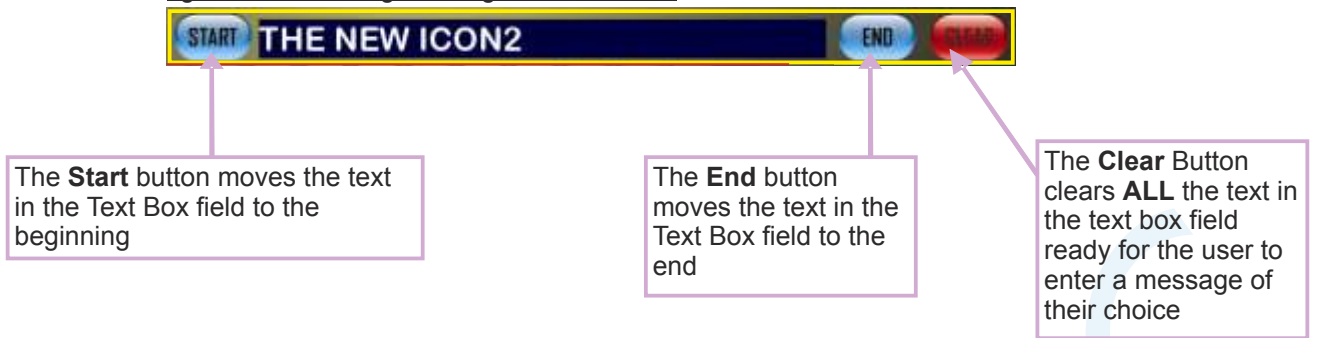 START THE NEW ICON2 END CLEAR
The Start button moves the text
in the Text Box field to the
beginning
The End button
moves the text in the
Text Box field to the
end
The Clear Button
clears ALL the text in
the text box field
ready for the user to
enter a message of
their choice